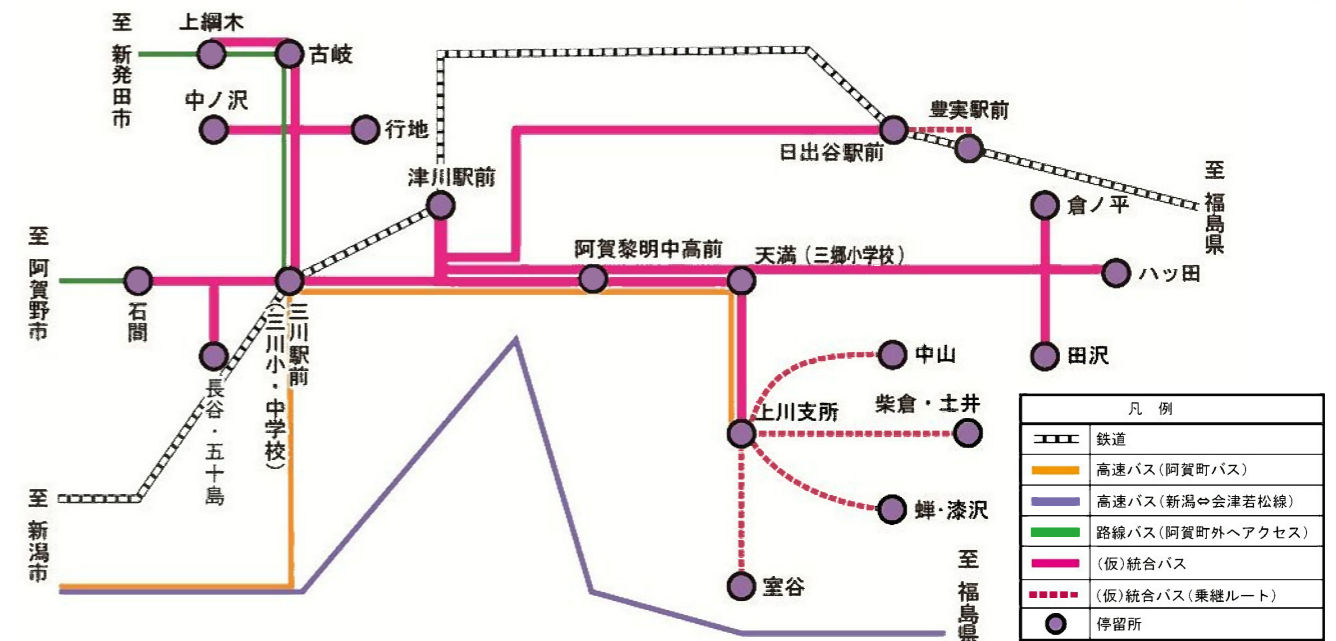 至 新発田市
上綱木
古岐
中ノ沢
行地
津川駅前
日出谷駅前
豊実駅前
至 福島県
倉ノ平
至 阿賀野市
石間
長谷・五十島
三川駅前
(三川小・中学校)
阿賀黎明中高前
天満(三郷小学校)
ハッ田
田沢
中山
上川支所
柴倉・土井
蝉・漆沢
室谷
至 新潟市
至 福島県
凡 例
鉄道
高速バス(阿賀町バス)
高速バス(新潟⇔会津若松線)
路線バス(阿賀町外へアクセス)
(仮)統合バス
(仮)統合バス(乗継ルート)
停留所